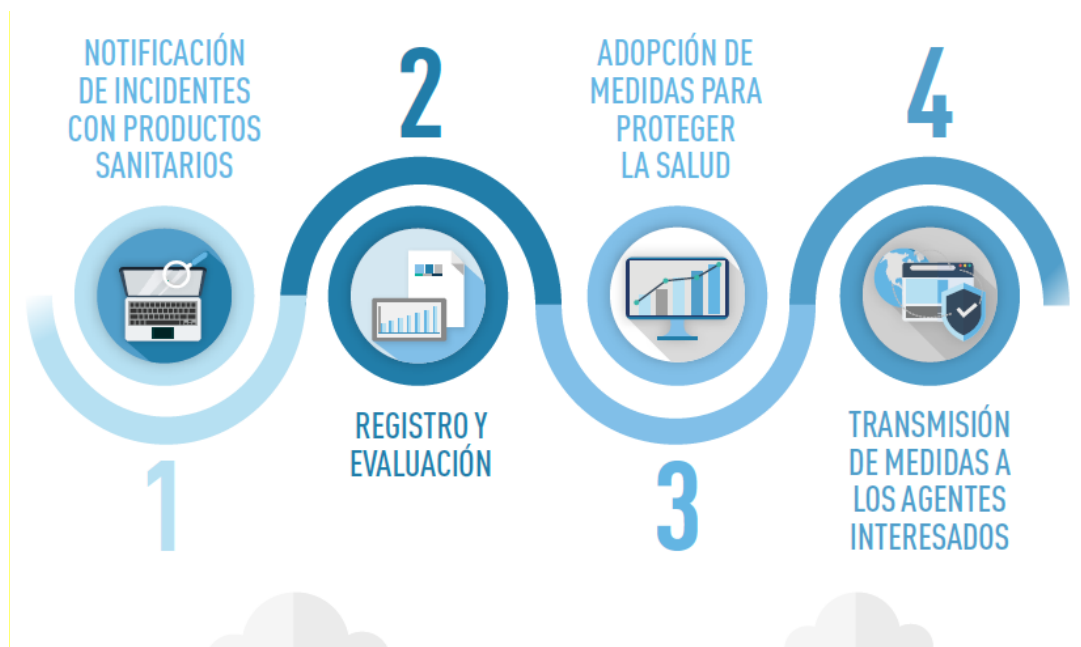 NOTIFICACIÓN
DE INCIDENTES
CON PRODUCTOS
SANITARIOS
1
2
REGISTRO Y
EVALUACIÓN
ADOPCIÓN DE
MEDIDAS PARA
PROTEGER
LA SALUD
3
4
TRANSMISIÓN
DE MEDIDAS A
LOS AGENTES
INTERESADOS